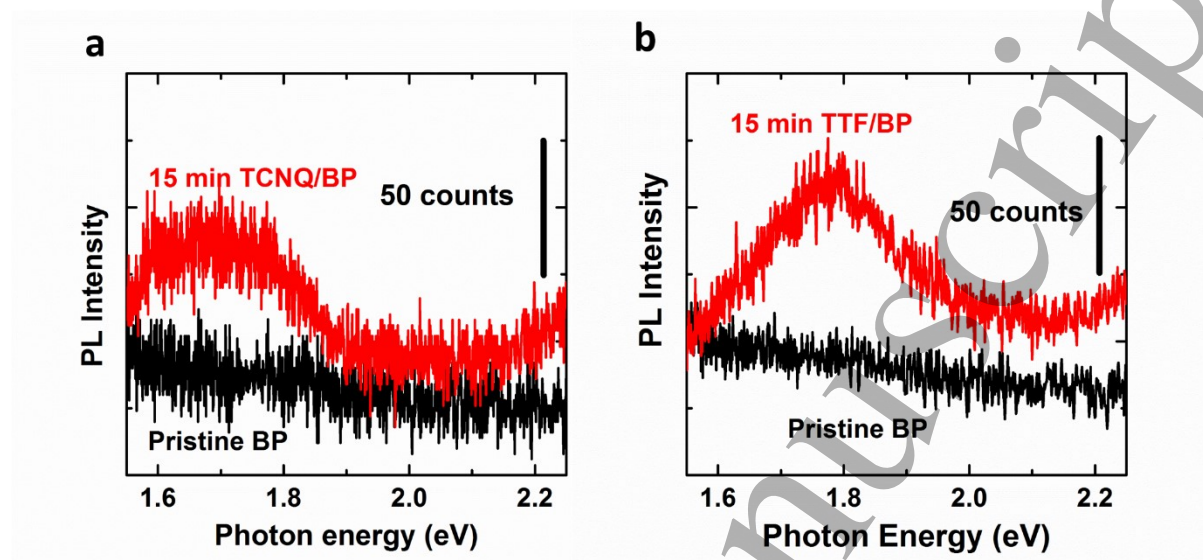 a
15 min TCNQ/BP
50 counts
Pristine BP
PL Intensity
1.6 1.8 2.0 2.2
Photon energy (eV)
b
15 min TTF/BP
50 counts
Pristine BP
PL Intensity
1.6 1.8 2.0 2.2
Photon Energy (eV)
nuscrip